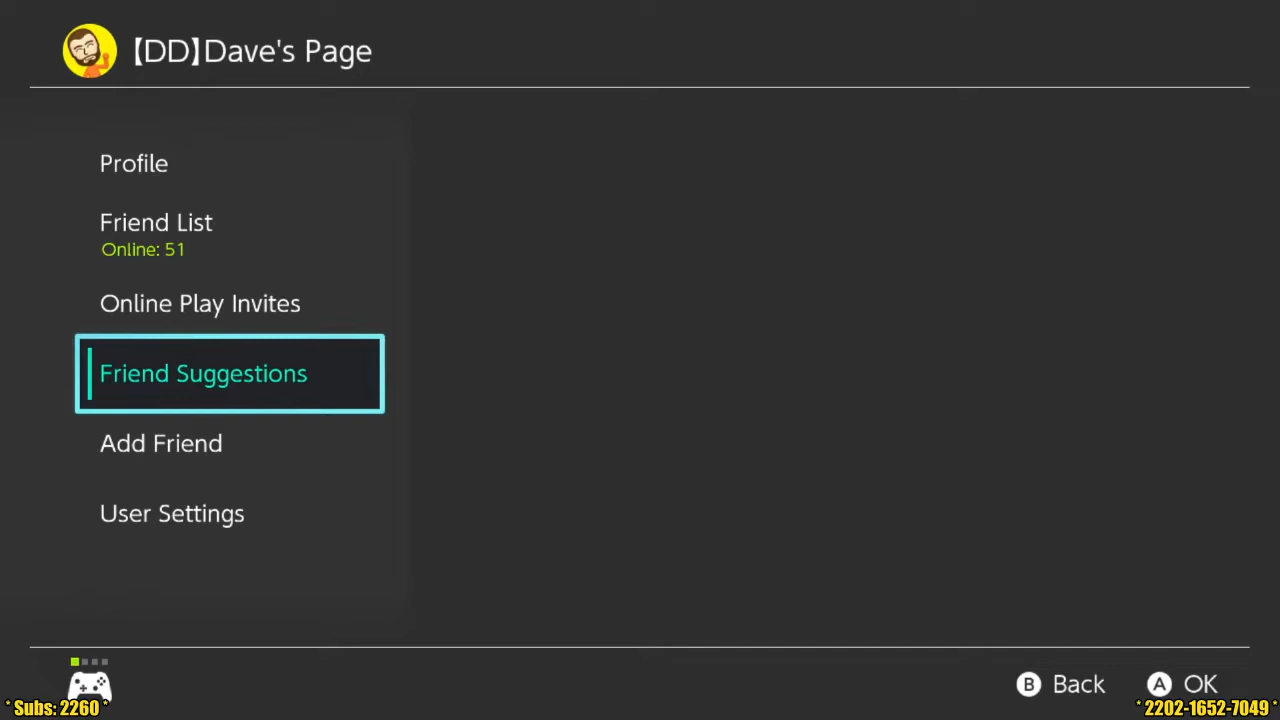 【DD】Dave's Page
Profile
Friend List
Online: 51
Online Play Invites
Friend Suggestions
Add Friend
User Settings
B Back
A OK
* Subs: 2260 *
* 2202-1652-7049 *